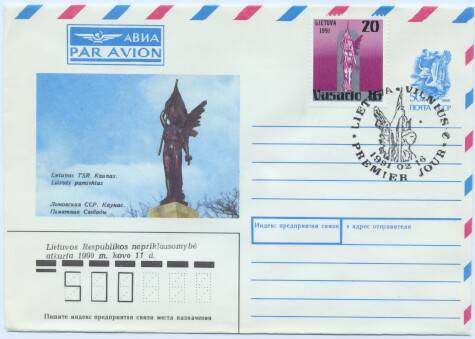 АВИА
PAR AVION
LIETUVA
1991
20
Vasario 16
ПОЧТА СССР
LIETUVA - VILNIUS
1991 02 16
PREMIER JOUR
Lietuvos TSR. Kaunas.
Laisvės paminklas
Литовская ССР. Каунас.
Памятник Свободы
Индекс предприятия связи и адрес отправителя
Lietuvos Respublikos nepriklausomybė
atkurta 1990 m. kovo 11 d.
500
Пишите индекс предприятия связи места назначения